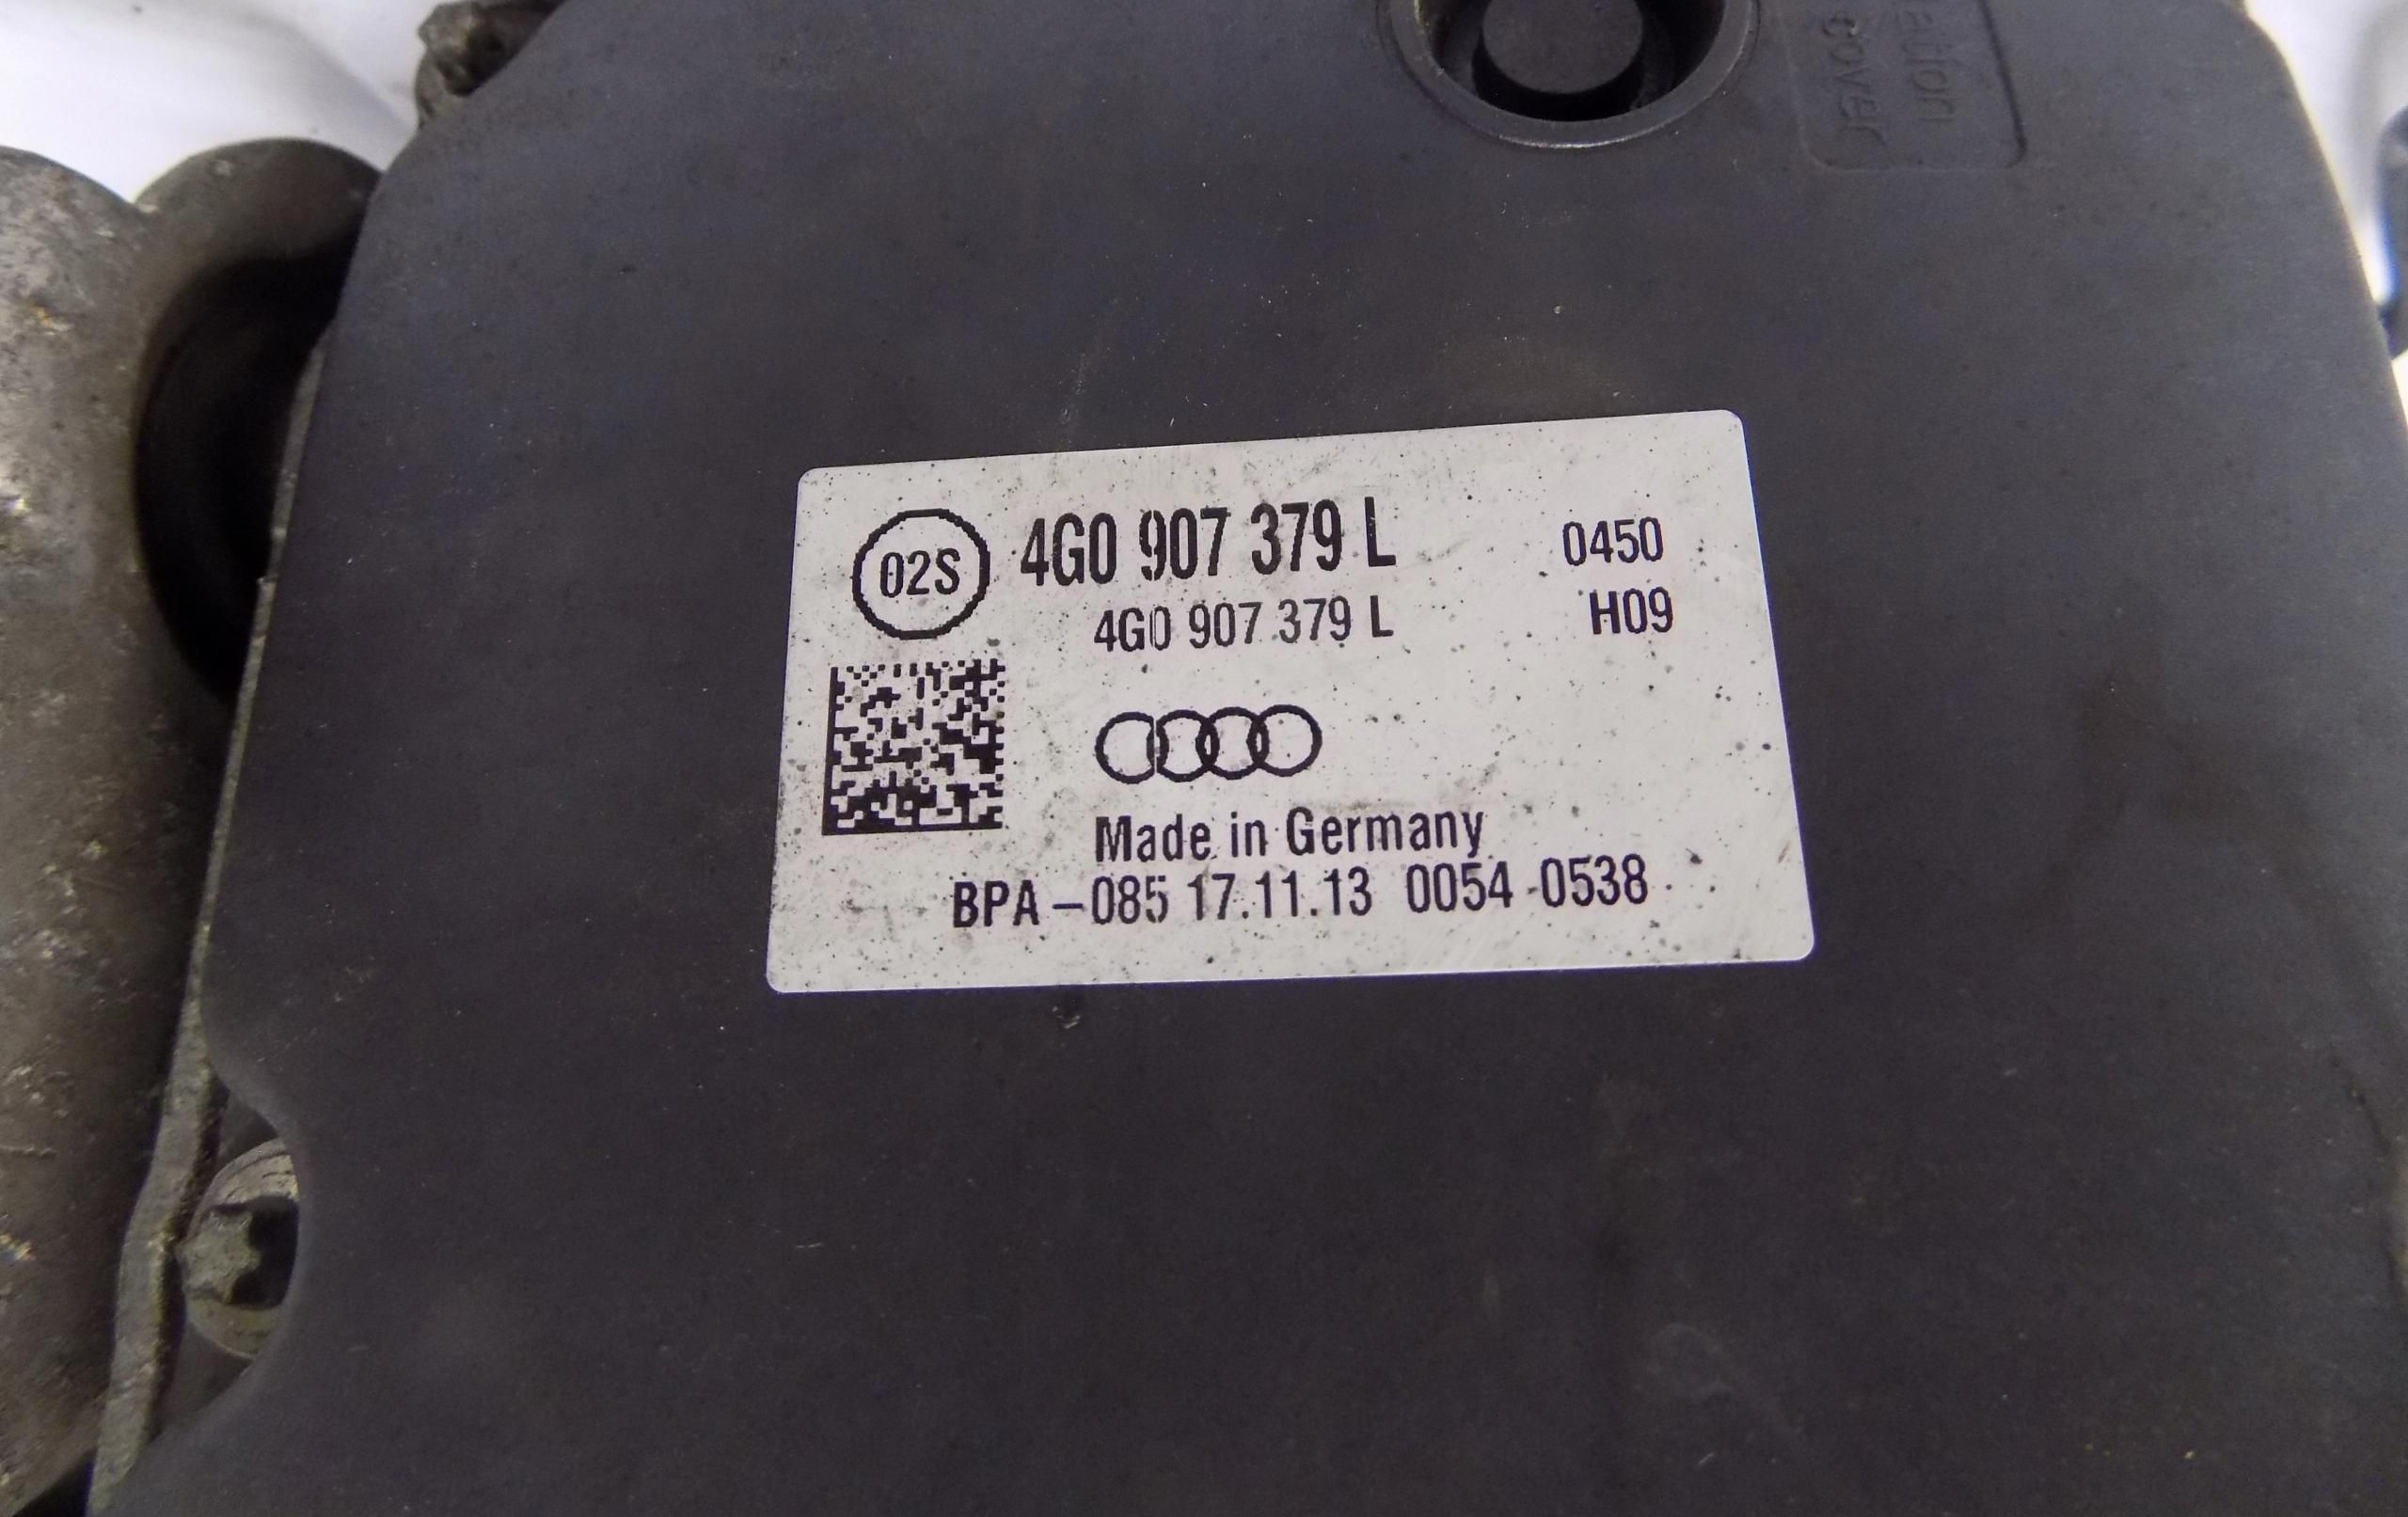 cover
02S
4G0 907 379 L 0450
4G0 907 379 L H09
Made in Germany
BPA-085 17.11.13 0054 0538